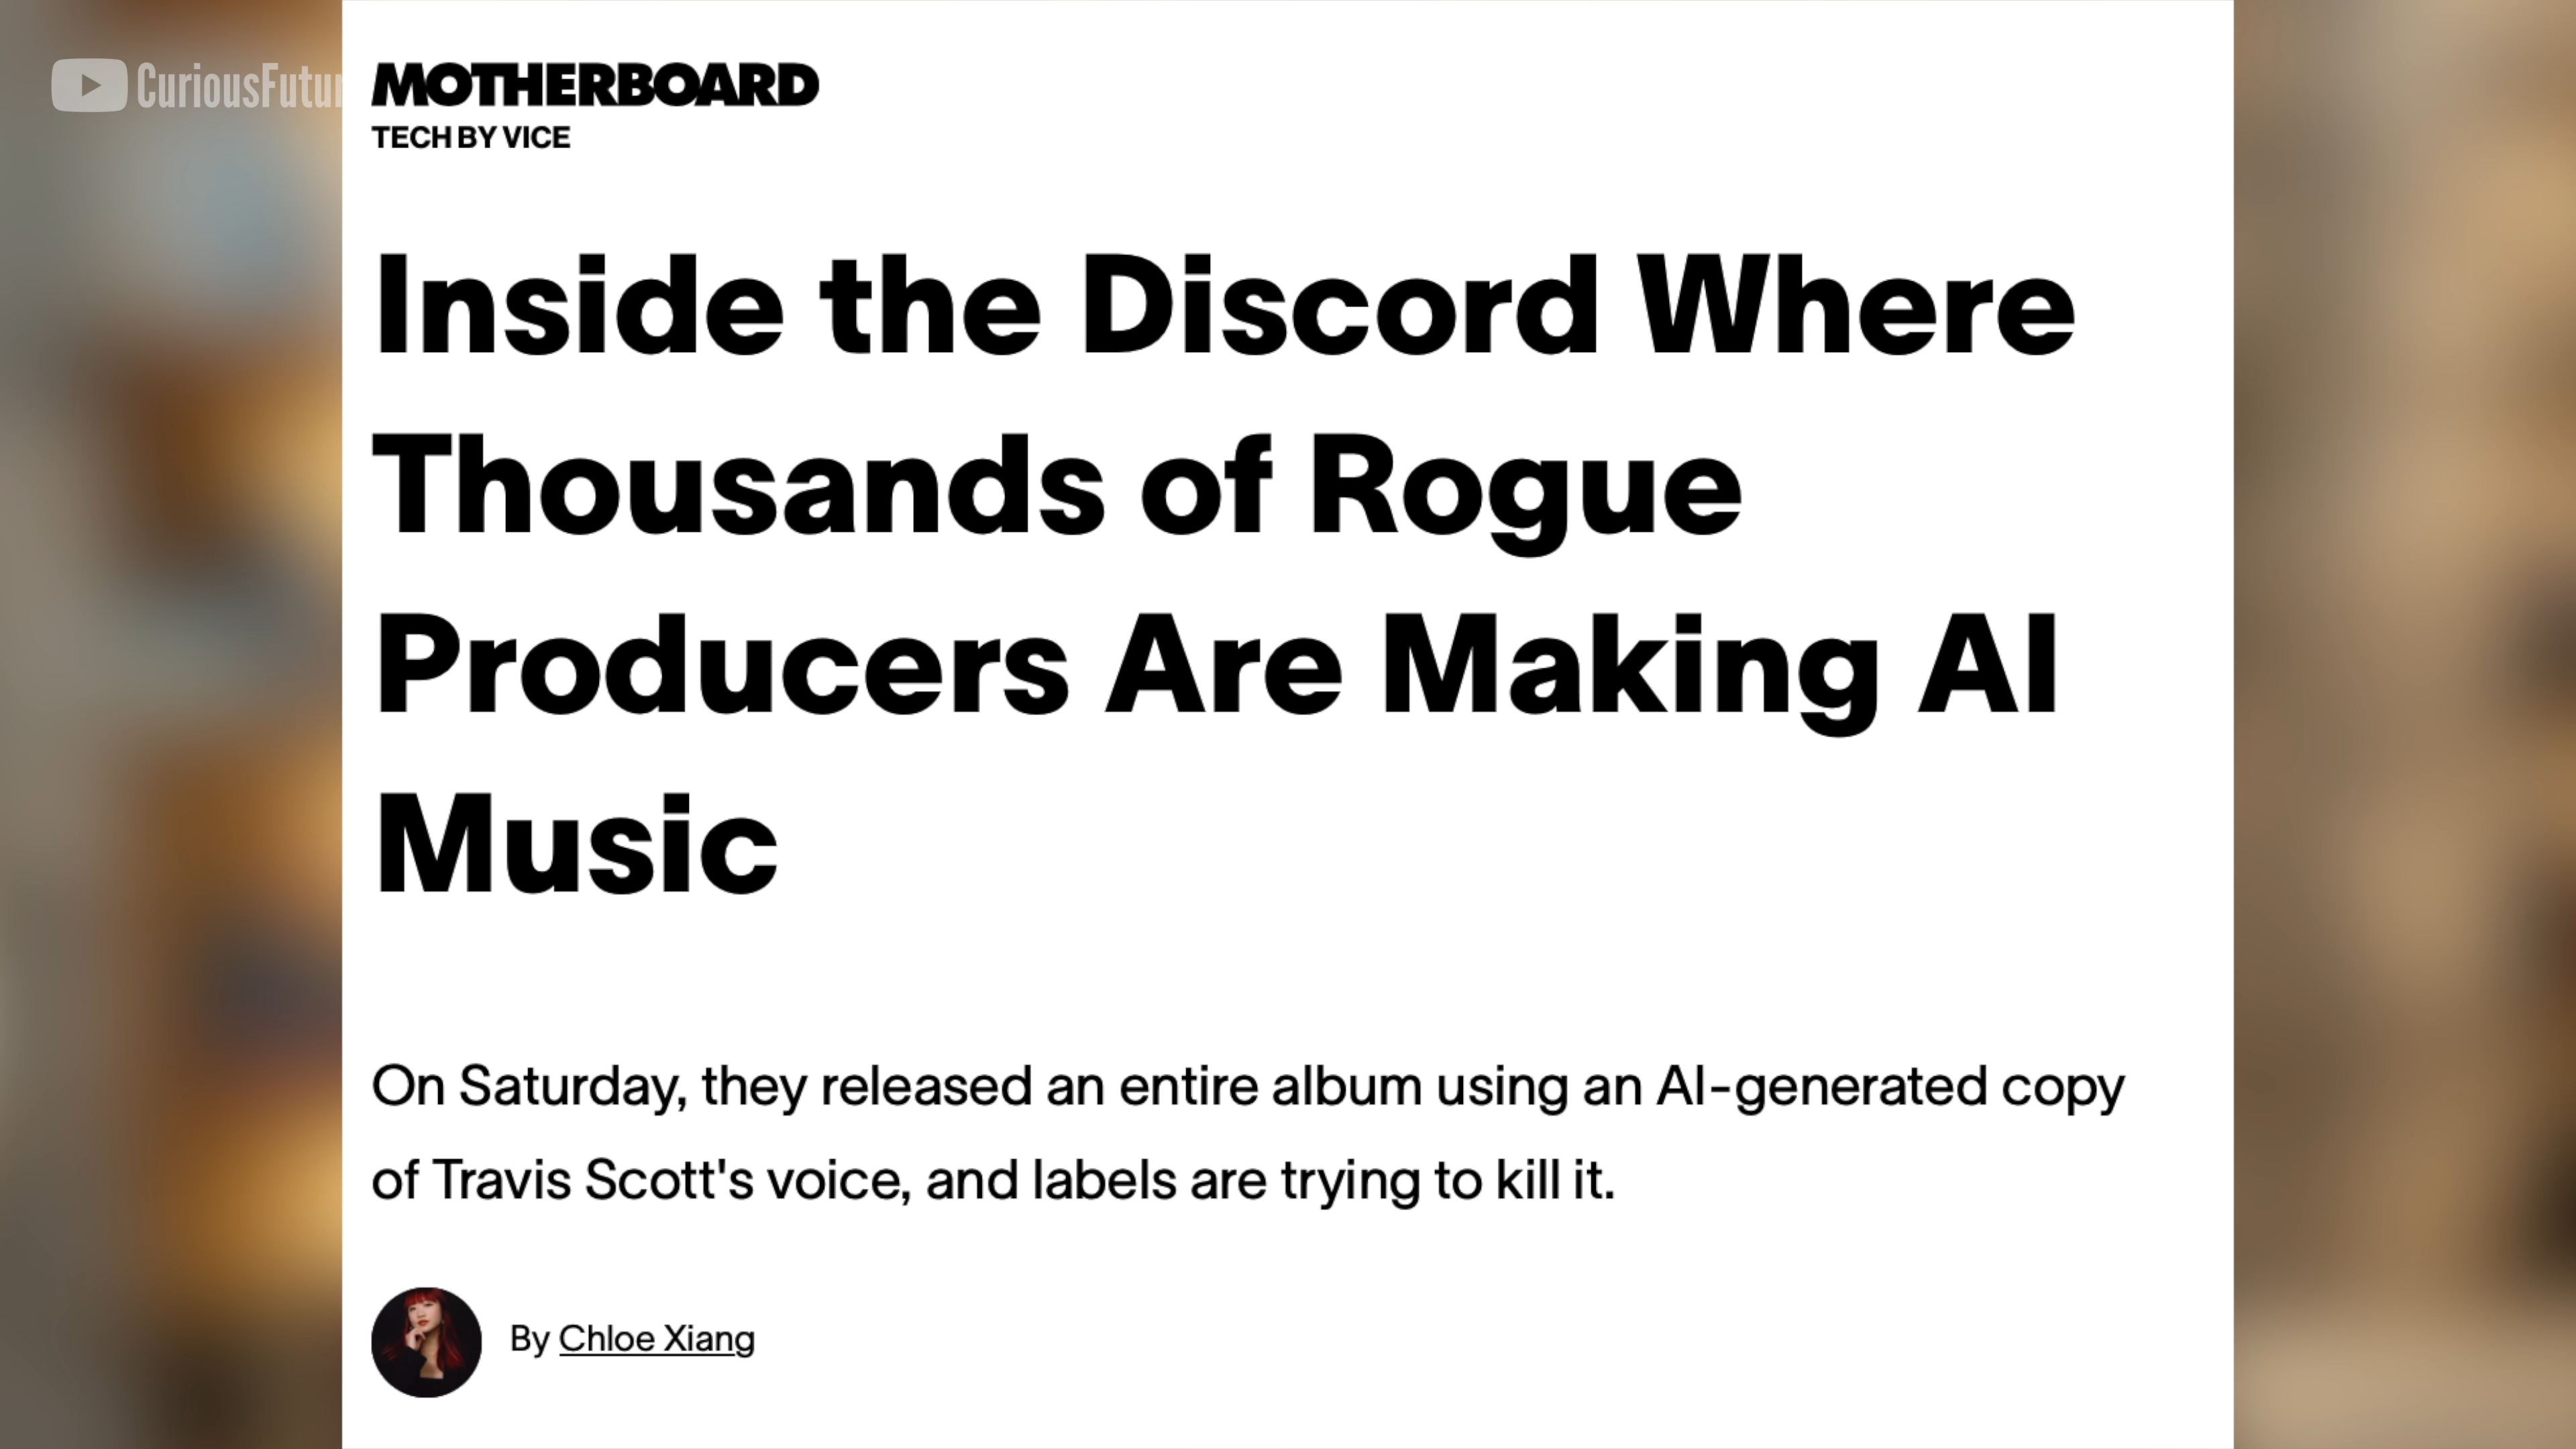 CuriousFutur
MOTHERBOARD
TECH BY VICE
Inside the Discord Where
Thousands of Rogue
Producers Are Making AI
Music
On Saturday, they released an entire album using an AI-generated copy
of Travis Scott's voice, and labels are trying to kill it.
By Chloe Xiang